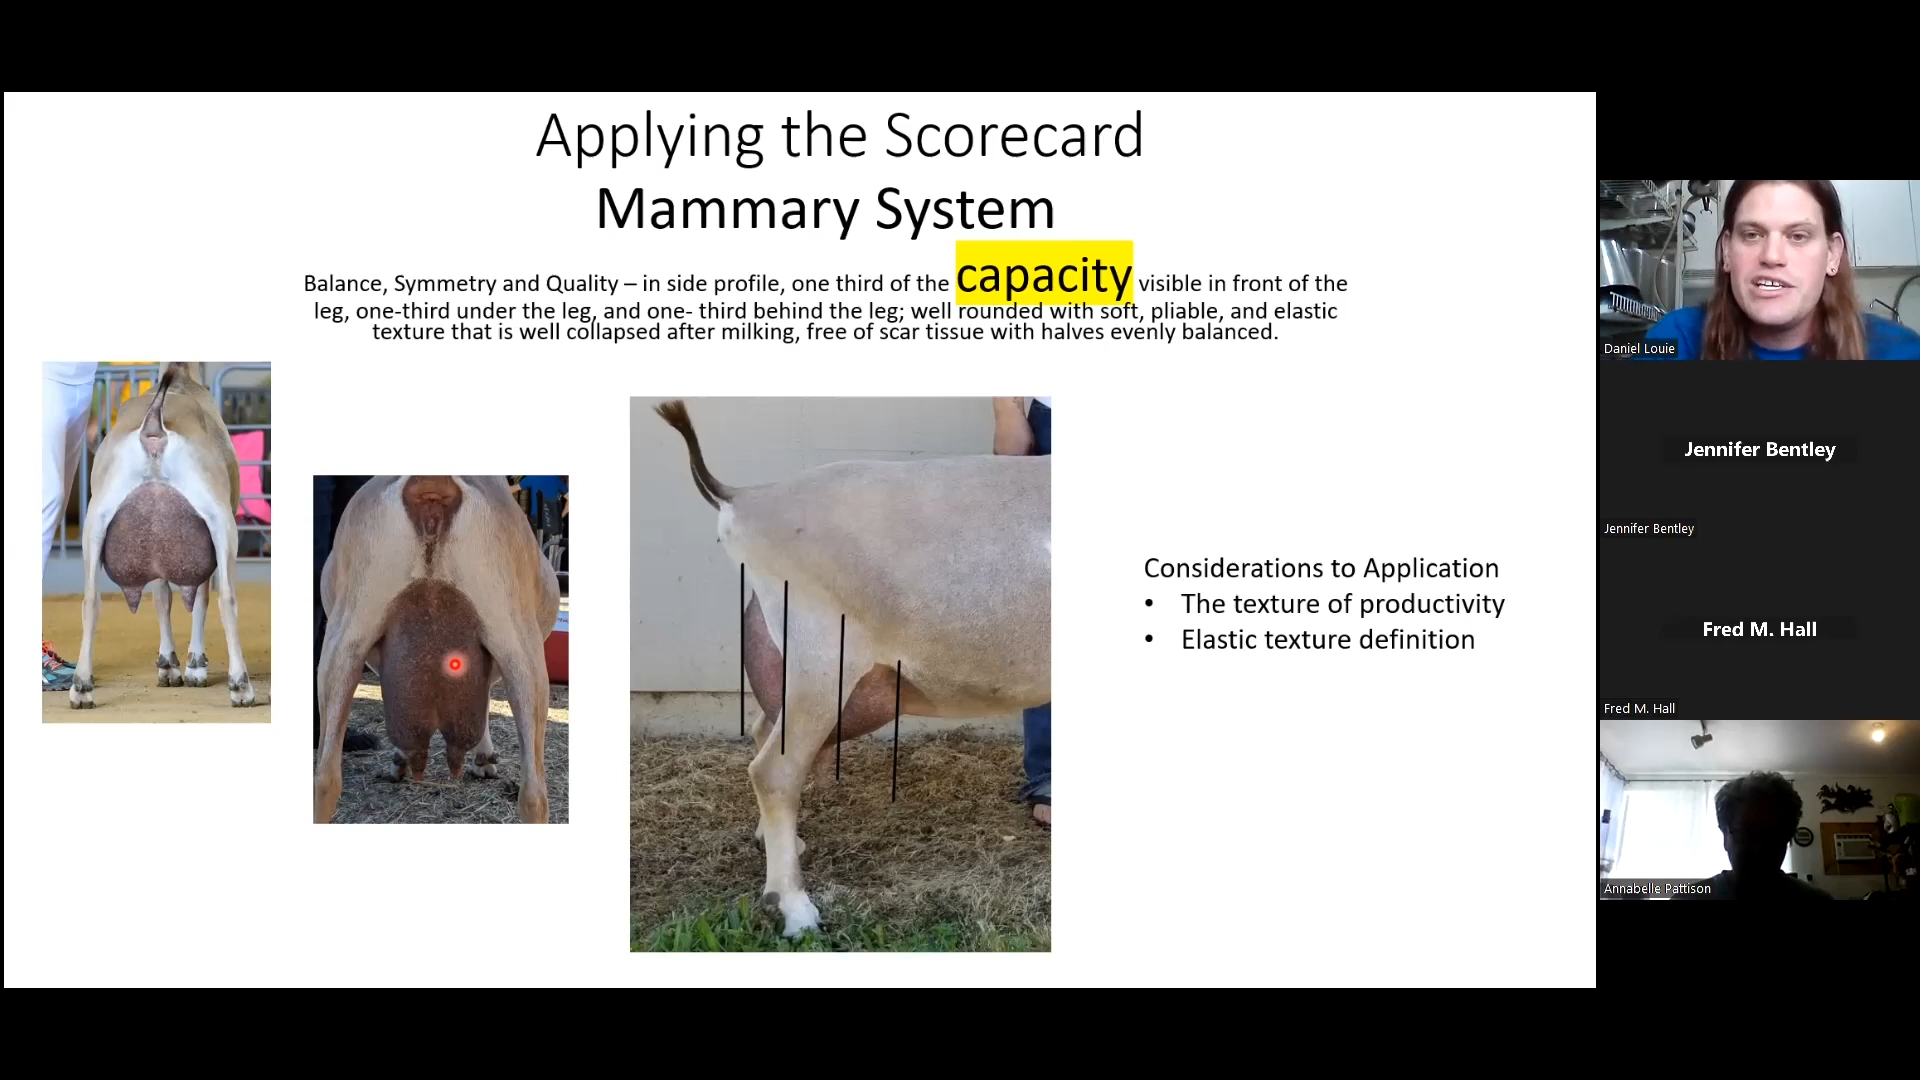 Applying the Scorecard
Mammary System
Balance, Symmetry and Quality – in side profile, one third of the capacity visible in front of the
leg, one-third under the leg, and one- third behind the leg; well rounded with soft, pliable, and elastic
texture that is well collapsed after milking, free of scar tissue with halves evenly balanced.
Considerations to Application
• The texture of productivity
• Elastic texture definition
Daniel Louie
Jennifer Bentley
Jennifer Bentley
Fred M. Hall
Fred M. Hall
Annabelle Pattison